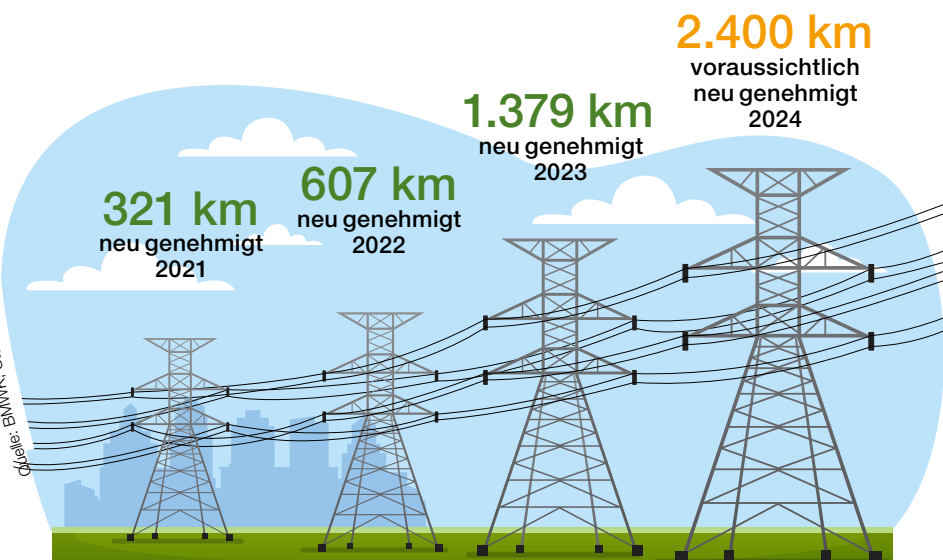 321 km
neu genehmigt
2021
607 km
neu genehmigt
2022
1.379 km
neu genehmigt
2023
2.400 km
voraussichtlich
neu genehmigt
2024
Quelle: BMWK,